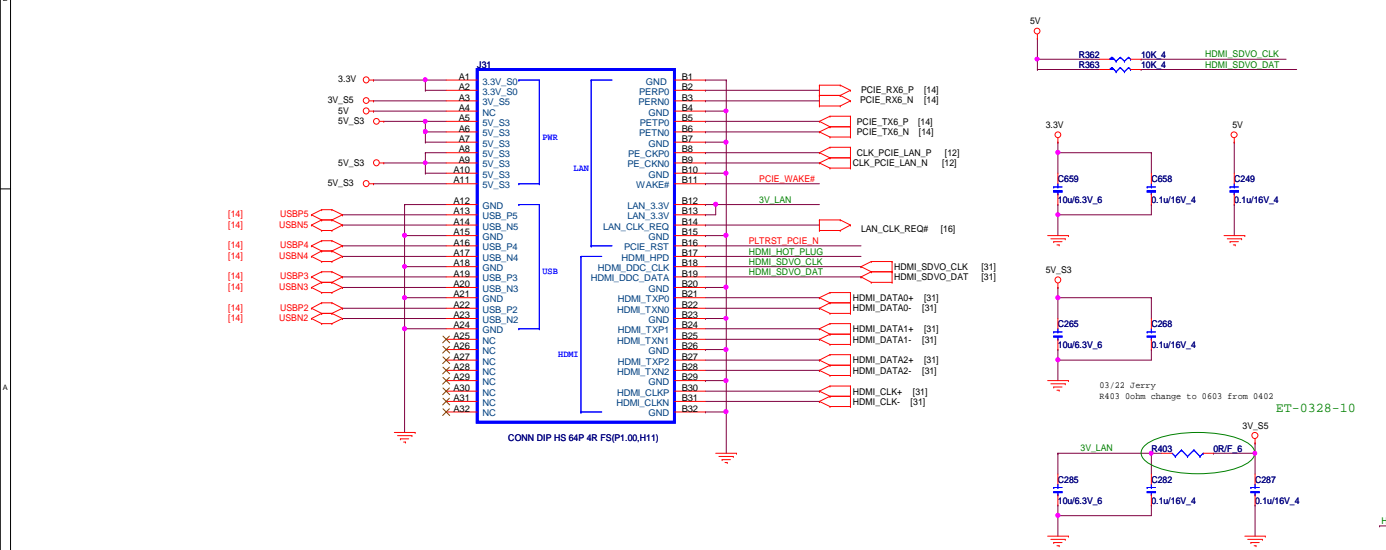 J31
3.3V A1 3.3V_S0 GND B1
A2 3.3V_S0 PERP0 B2 PCIE_RX6_P [14]
3V_S5 A3 3V_S5 PERN0 B3 PCIE_RX6_N [14]
5V A4 NC GND B4
5V_S3 A5 5V_S3 PETP0 B5 PCIE_TX6_P [14]
A6 5V_S3 PETN0 B6 PCIE_TX6_N [14]
A7 5V_S3 PWR GND B7
A8 5V_S3 PE_CKP0 B8 CLK_PCIE_LAN_P [12]
5V_S3 A9 5V_S3 PE_CKN0 B9 CLK_PCIE_LAN_N [12]
A10 5V_S3 LAN GND B10
5V_S3 A11 5V_S3 WAKE# B11 PCIE_WAKE#
A12 GND LAN_3.3V B12 3V_LAN
[14] USBP5 A13 USB_P5 LAN_3.3V B13
[14] USBN5 A14 USB_N5 LAN_CLK_REQ B14 LAN_CLK_REQ# [16]
A15 GND GND B15
[14] USBP4 A16 USB_P4 PCIE_RST B16 PLTRST_PCIE_N
[14] USBN4 A17 USB_N4 HDMI_HPD B17 HDMI_HOT_PLUG
A18 GND HDMI_DDC_CLK B18 HDMI_SDVO_CLK HDMI_SDVO_CLK [31]
[14] USBP3 A19 USB_P3 USB HDMI_DDC_DATA B19 HDMI_SDVO_DAT HDMI_SDVO_DAT [31]
[14] USBN3 A20 USB_N3 GND B20
A21 GND HDMI_TXP0 B21 HDMI_DATA0+ [31]
[14] USBP2 A22 USB_P2 HDMI_TXN0 B22 HDMI_DATA0- [31]
[14] USBN2 A23 USB_N2 GND B23
A24 GND HDMI_TXP1 B24 HDMI_DATA1+ [31]
A25 NC HDMI_TXN1 B25 HDMI_DATA1- [31]
A26 NC HDMI GND B26
A27 NC HDMI_TXP2 B27 HDMI_DATA2+ [31]
A28 NC HDMI_TXN2 B28 HDMI_DATA2- [31]
A29 NC GND B29
A30 NC HDMI_CLKP B30 HDMI_CLK+ [31]
A31 NC HDMI_CLKN B31 HDMI_CLK- [31]
A32 NC GND B32
CONN DIP HS 64P 4R FS(P1.00,H11)
5V
R362 10K_4 HDMI_SDVO_CLK
R363 10K_4 HDMI_SDVO_DAT
3.3V 5V
C659 C658 C249
10u/6.3V_6 0.1u/16V_4 0.1u/16V_4
5V_S3
C265 C268
10u/6.3V_6 0.1u/16V_4
03/22 Jerry
R403 0ohm change to 0603 from 0402
ET-0328-10
3V_S5
3V_LAN R403 0R/F_6
C285 C282 C287
10u/6.3V_6 0.1u/16V_4 0.1u/16V_4
A